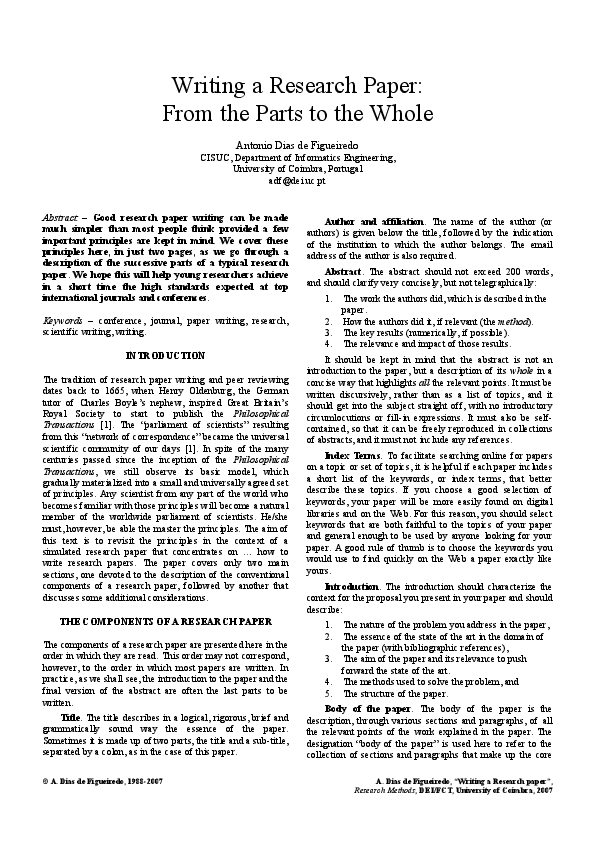 Writing a Research Paper:
From the Parts to the Whole
Antonio Dias de Figueiredo
CISUC, Department of Informatics Engineering,
University of Coimbra, Portugal
adf@dei.uc.pt
Abstract – Good research paper writing can be made
much simpler than most people think provided a few
important principles are kept in mind. We cover these
principles here, in just two pages, as we go through a
description of the successive parts of a typical research
paper. We hope this will help young researchers achieve
in a short time the high standards expected at top
international journals and conferences.
Keywords – conference, journal, paper writing, research,
scientific writing, writing.
INTRODUCTION
The tradition of research paper writing and peer reviewing
dates back to 1665, when Henry Oldenburg, the German
tutor of Charles Boyle's nephew, inspired Great Britain's
Royal Society to start to publish the Philosophical
Transactions [1]. The "parliament of scientists" resulting
from this "network of correspondence" became the universal
scientific community of our days [1]. In spite of the many
centuries passed since the inception of the Philosophical
Transactions, we still observe its basic model, which
gradually materialized into a small and universally agreed set
of principles. Any scientist from any part of the world who
becomes familiar with those principles will become a natural
member of the worldwide parliament of scientists. He/she
must, however, be able the master the principles. The aim of
this text is to revisit the principles in the context of a
simulated research paper that concentrates on … how to
write research papers. The paper covers only two main
sections, one devoted to the description of the conventional
components of a research paper, followed by another that
discusses some additional considerations.
THE COMPONENTS OF A RESEARCH PAPER
The components of a research paper are presented here in the
order in which they are read. This order may not correspond,
however, to the order in which most papers are written. In
practice, as we shall see, the introduction to the paper and the
final version of the abstract are often the last parts to be
written.
Title. The title describes in a logical, rigorous, brief and
grammatically sound way the essence of the paper.
Sometimes it is made up of two parts, the title and a sub-title,
separated by a colon, as in the case of this paper.
Author and affiliation. The name of the author (or
authors) is given below the title, followed by the indication
of the institution to which the author belongs. The email
address of the author is also required.
Abstract. The abstract should not exceed 200 words,
and should clarify very concisely, but not telegraphically:
1. The work the authors did, which is described in the
paper.
2. How the authors did it, if relevant (the method).
3. The key results (numerically, if possible).
4. The relevance and impact of those results.
It should be kept in mind that the abstract is not an
introduction to the paper, but a description of its whole in a
concise way that highlights all the relevant points. It must be
written discursively, rather than as a list of topics, and it
should get into the subject straight off, with no introductory
circumlocutions or fill-in expressions. It must also be self-
contained, so that it can be freely reproduced in collections
of abstracts, and it must not include any references.
Index Terms. To facilitate searching online for papers
on a topic or set of topics, it is helpful if each paper includes
a short list of the keywords, or index terms, that better
describe these topics. If you choose a good selection of
keywords, your paper will be more easily found on digital
libraries and on the Web. For this reason, you should select
keywords that are both faithful to the topics of your paper
and general enough to be used by anyone looking for your
paper. A good rule of thumb is to choose the keywords you
would use to find quickly on the Web a paper exactly like
yours.
Introduction. The introduction should characterize the
context for the proposal you present in your paper and should
describe:
1. The nature of the problem you address in the paper,
2. The essence of the state of the art in the domain of
the paper (with bibliographic references),
3. The aim of the paper and its relevance to push
forward the state of the art.
4. The methods used to solve the problem, and
5. The structure of the paper.
Body of the paper. The body of the paper is the
description, through various sections and paragraphs, of all
the relevant points of the work explained in the paper. The
designation "body of the paper" is used here to refer to the
collection of sections and paragraphs that make up the core
© A. Dias de Figueiredo, 1988-2007
A. Dias de Figueiredo, "Writing a Research paper",
Research Methods, DEI/FCT, University of Coimbra, 2007